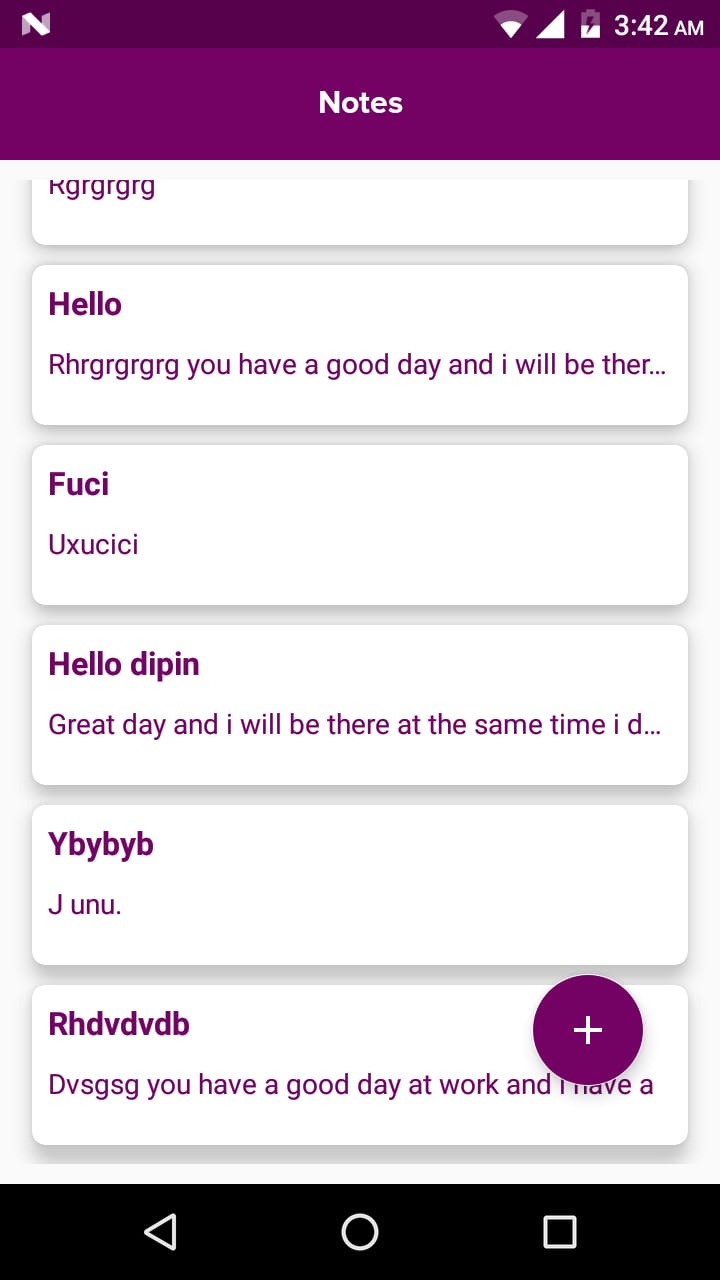 3:42 AM
Notes
Rgrgrgrg
Hello
Rhrgrgrgrg you have a good day and i will be ther...
Fuci
Uxucici
Hello dipin
Great day and i will be there at the same time i d...
Ybybyb
J unu.
Rhdvdvdb
Dvsgsg you have a good day at work and i have a